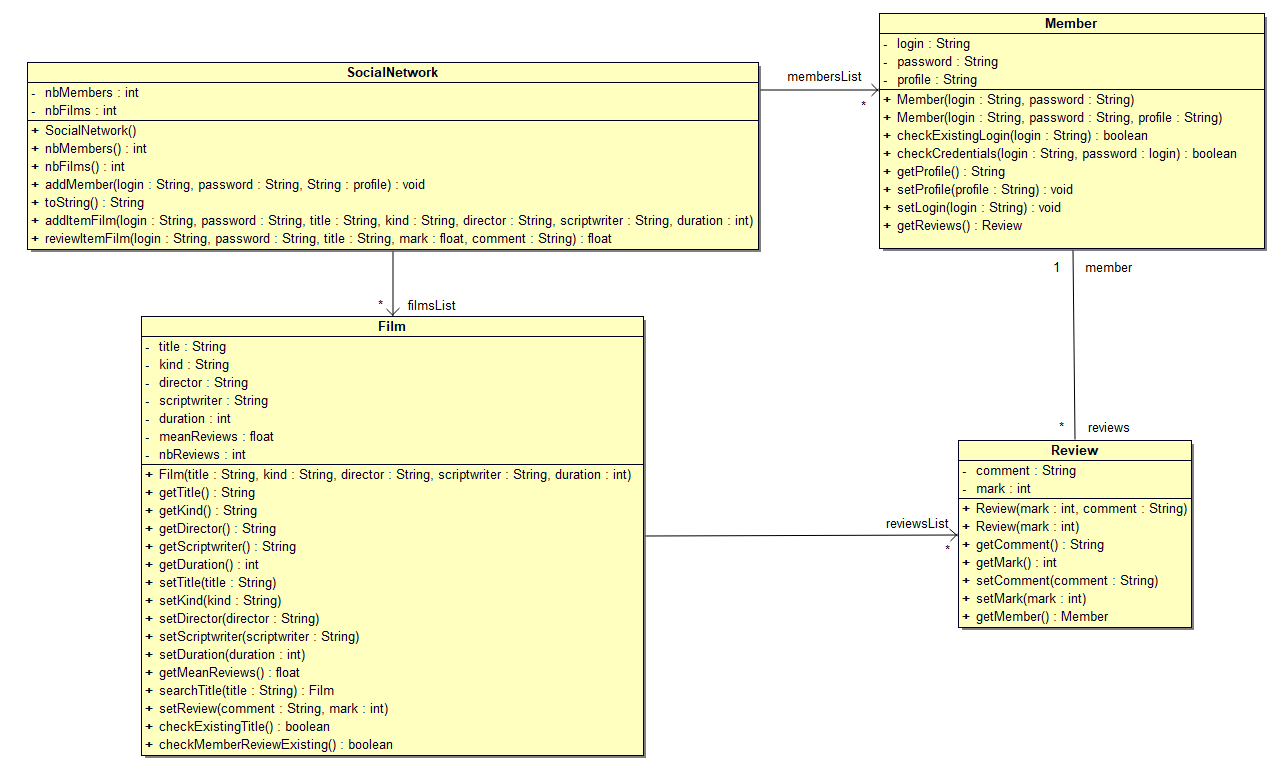 SocialNetwork
- nbMembers : int
- nbFilms : int
+ SocialNetwork()
+ nbMembers() : int
+ nbFilms() : int
+ addMember(login : String, password : String, String : profile) : void
+ toString() : String
+ addItemFilm(login : String, password : String, title : String, kind : String, director : String, scriptwriter : String, duration : int)
+ reviewItemFilm(login : String, password : String, title : String, mark : float, comment : String) : float
membersList
*
Member
- login : String
- password : String
- profile : String
+ Member(login : String, password : String)
+ Member(login : String, password : String, profile : String)
+ checkExistingLogin(login : String) : boolean
+ checkCredentials(login : String, password : login) : boolean
+ getProfile() : String
+ setProfile(profile : String) : void
+ setLogin(login : String) : void
+ getReviews() : Review
1 member
* filmsList
Film
- title : String
- kind : String
- director : String
- scriptwriter : String
- duration : int
- meanReviews : float
- nbReviews : int
+ Film(title : String, kind : String, director : String, scriptwriter : String, duration : int)
+ getTitle() : String
+ getKind() : String
+ getDirector() : String
+ getScriptwriter() : String
+ getDuration() : int
+ setTitle(title : String)
+ setKind(kind : String)
+ setDirector(director : String)
+ setScriptwriter(scriptwriter : String)
+ setDuration(duration : int)
+ getMeanReviews() : float
+ searchTitle(title : String) : Film
+ setReview(comment : String, mark : int)
+ checkExistingTitle() : boolean
+ checkMemberReviewExisting() : boolean
reviewsList
*
* reviews
Review
- comment : String
- mark : int
+ Review(mark : int, comment : String)
+ Review(mark : int)
+ getComment() : String
+ getMark() : int
+ setComment(comment : String)
+ setMark(mark : int)
+ getMember() : Member